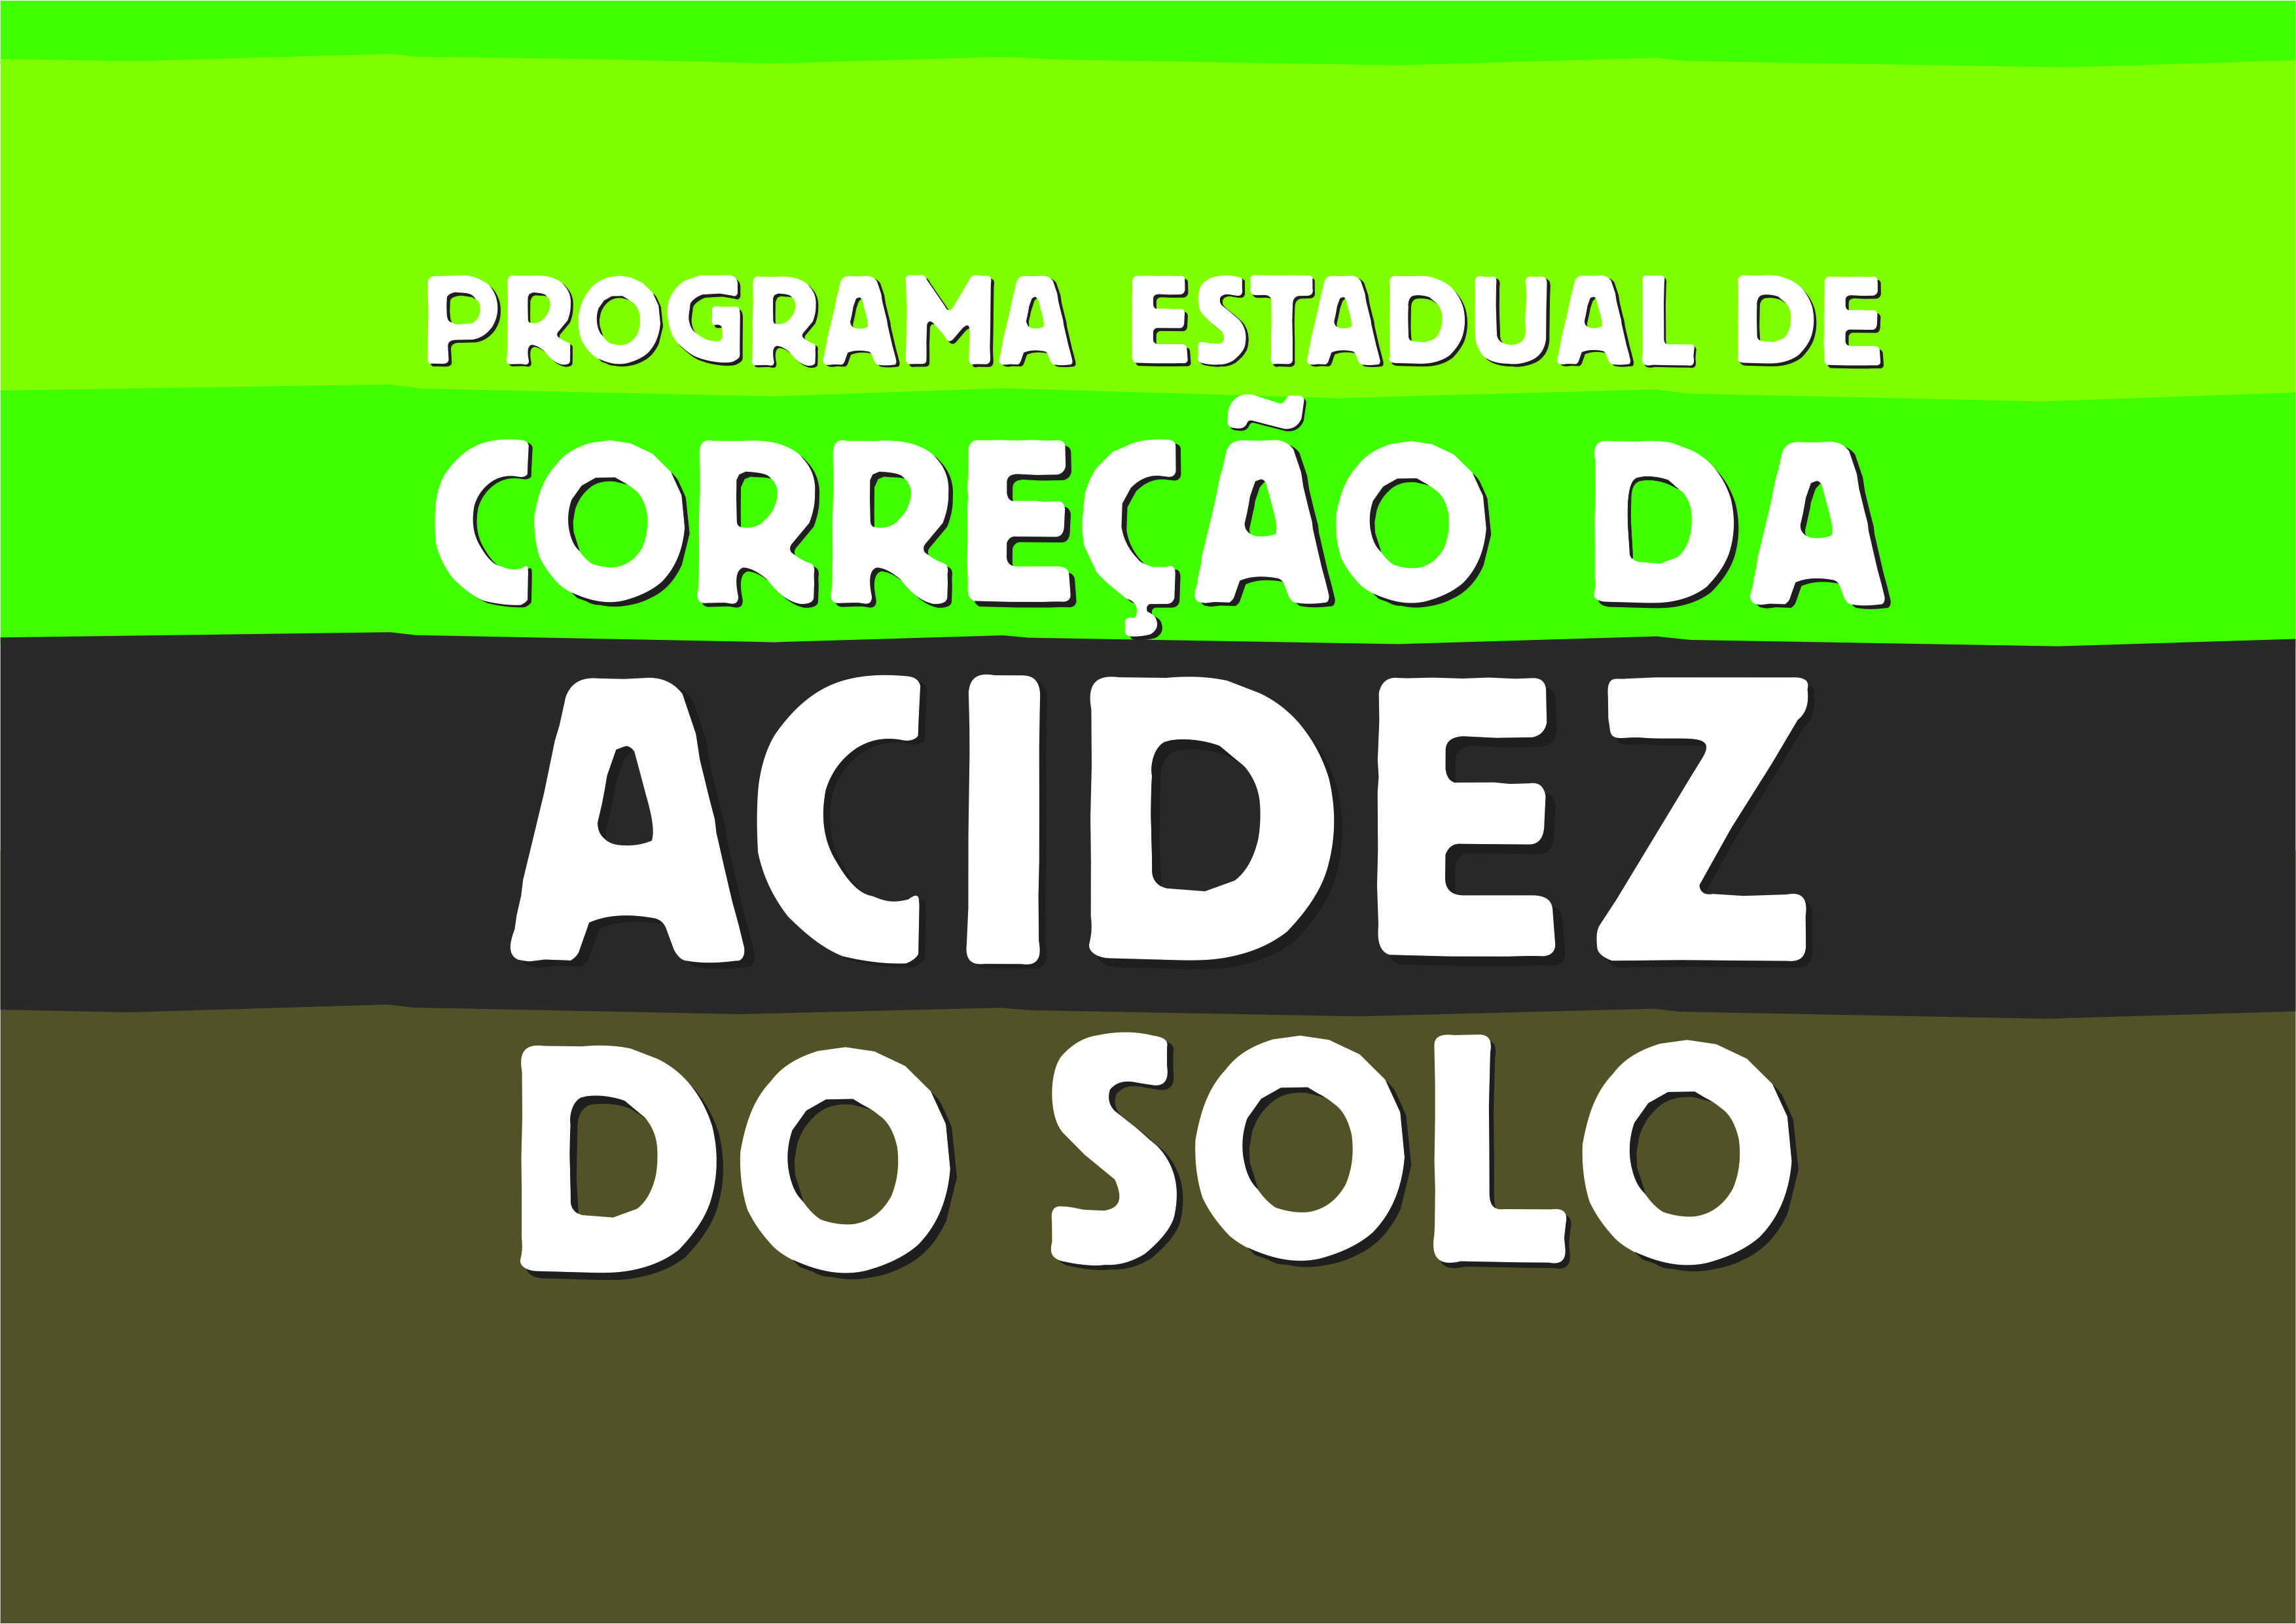 PROGRAMA ESTADUAL DE
CORREÇÃO DA
ACIDEZ
DO SOLO